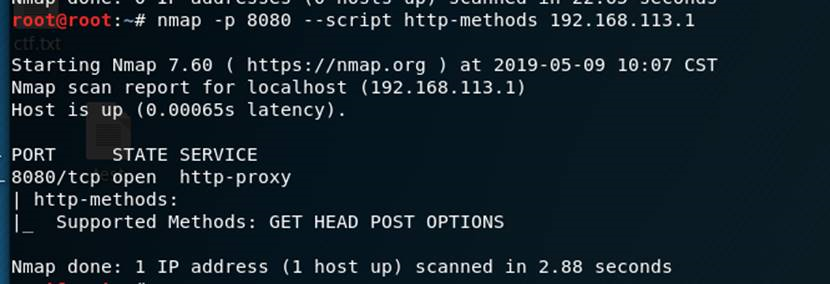 Nmap done: 0 IP addresses (0 hosts up) scanned in 22.05 seconds
root@root:~# nmap -p 8080 --script http-methods 192.168.113.1
ctf.txt
Starting Nmap 7.60 ( https://nmap.org ) at 2019-05-09 10:07 CST
Nmap scan report for localhost (192.168.113.1)
Host is up (0.00065s latency).
PORT     STATE SERVICE
8080/tcp open  http-proxy
| http-methods:
|_  Supported Methods: GET HEAD POST OPTIONS
Nmap done: 1 IP address (1 host up) scanned in 2.88 seconds